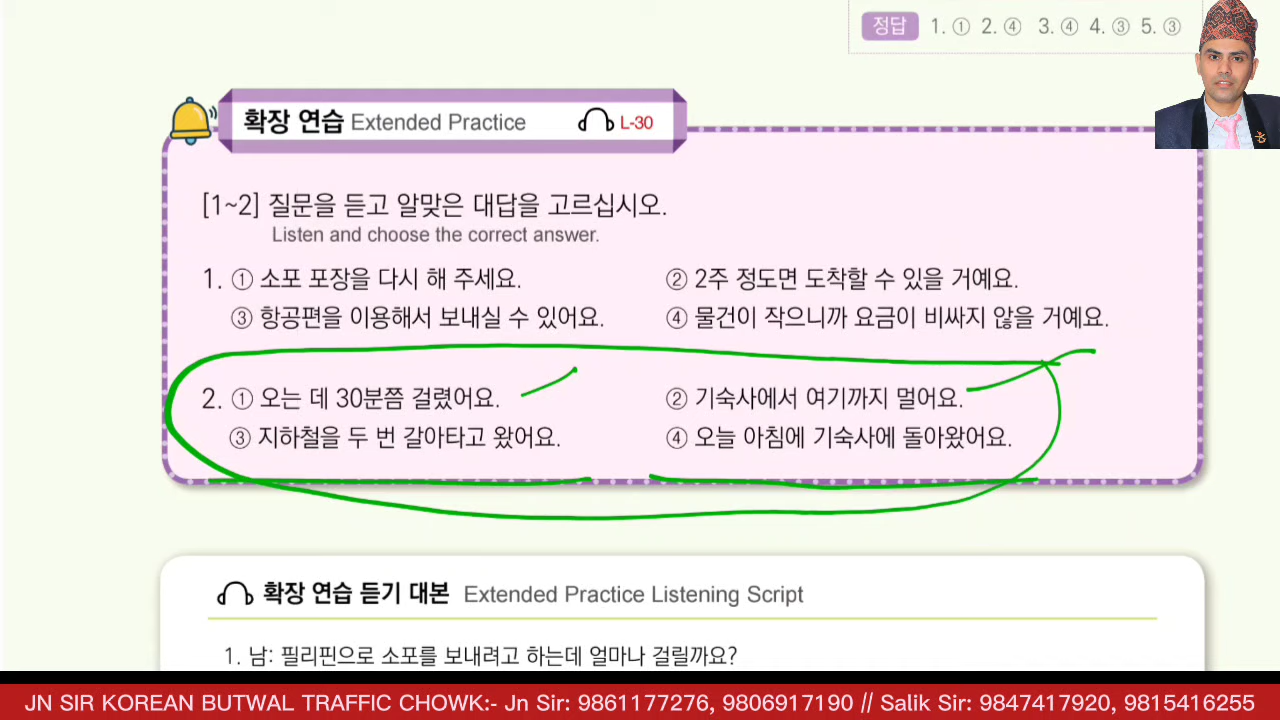 정답 1. ① 2. ④ 3. ④ 4. ③ 5. ③
확장 연습 Extended Practice L-30
[1~2] 질문을 듣고 알맞은 대답을 고르십시오.
Listen and choose the correct answer.
1. ① 소포 포장을 다시 해 주세요. ② 2주 정도면 도착할 수 있을 거예요.
③ 항공편을 이용해서 보내실 수 있어요. ④ 물건이 작으니까 요금이 비싸지 않을 거예요.
2. ① 오는 데 30분쯤 걸렸어요. ② 기숙사에서 여기까지 멀어요.
③ 지하철을 두 번 갈아타고 왔어요. ④ 오늘 아침에 기숙사에 돌아왔어요.
확장 연습 듣기 대본 Extended Practice Listening Script
1. 남: 필리핀으로 소포를 보내려고 하는데 얼마나 걸릴까요?
JN SIR KOREAN BUTWAL TRAFFIC CHOWK:- Jn Sir: 9861177276, 9806917190 // Salik Sir: 9847417920, 9815416255